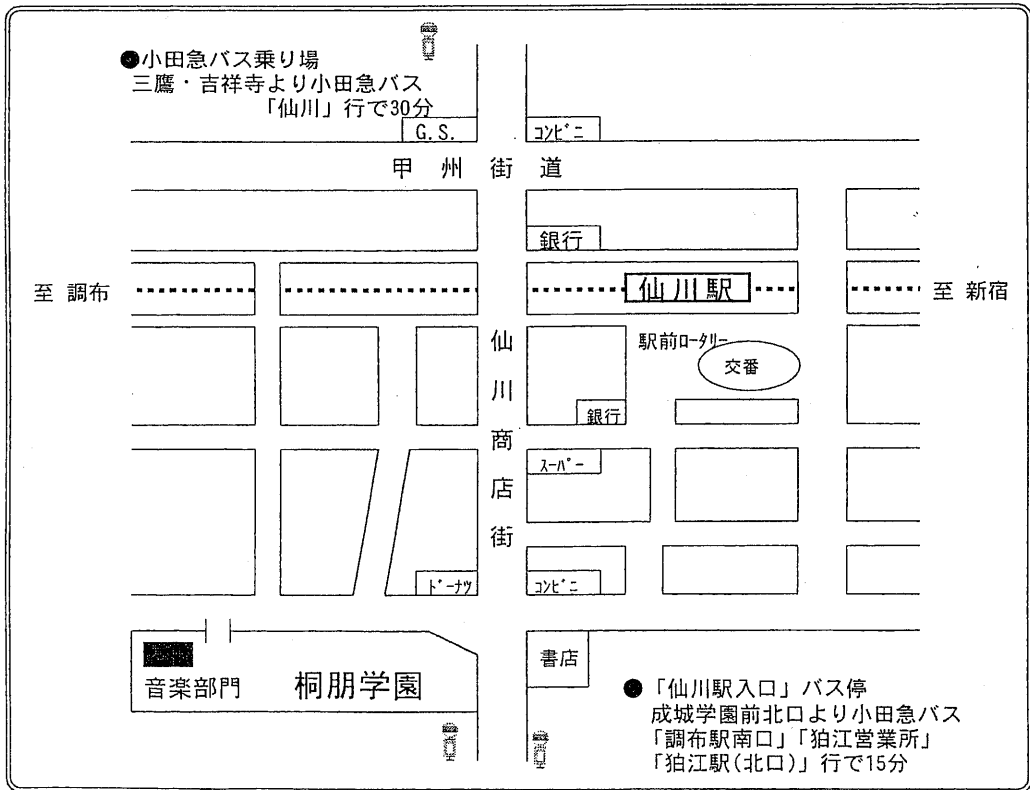 ●小田急バス乗り場
三鷹・吉祥寺より小田急バス
「仙川」行で30分
G.S.
コンビニ
甲州街道
銀行
至 調布
仙川駅
至 新宿
仙川商店街
駅前ロータリー
交番
銀行
スーパー
ドーナツ
コンビニ
音楽部門
桐朋学園
書店
●「仙川駅入口」バス停
成城学園前北口より小田急バス
「調布駅南口」「狛江営業所」
「狛江駅(北口)」行で15分